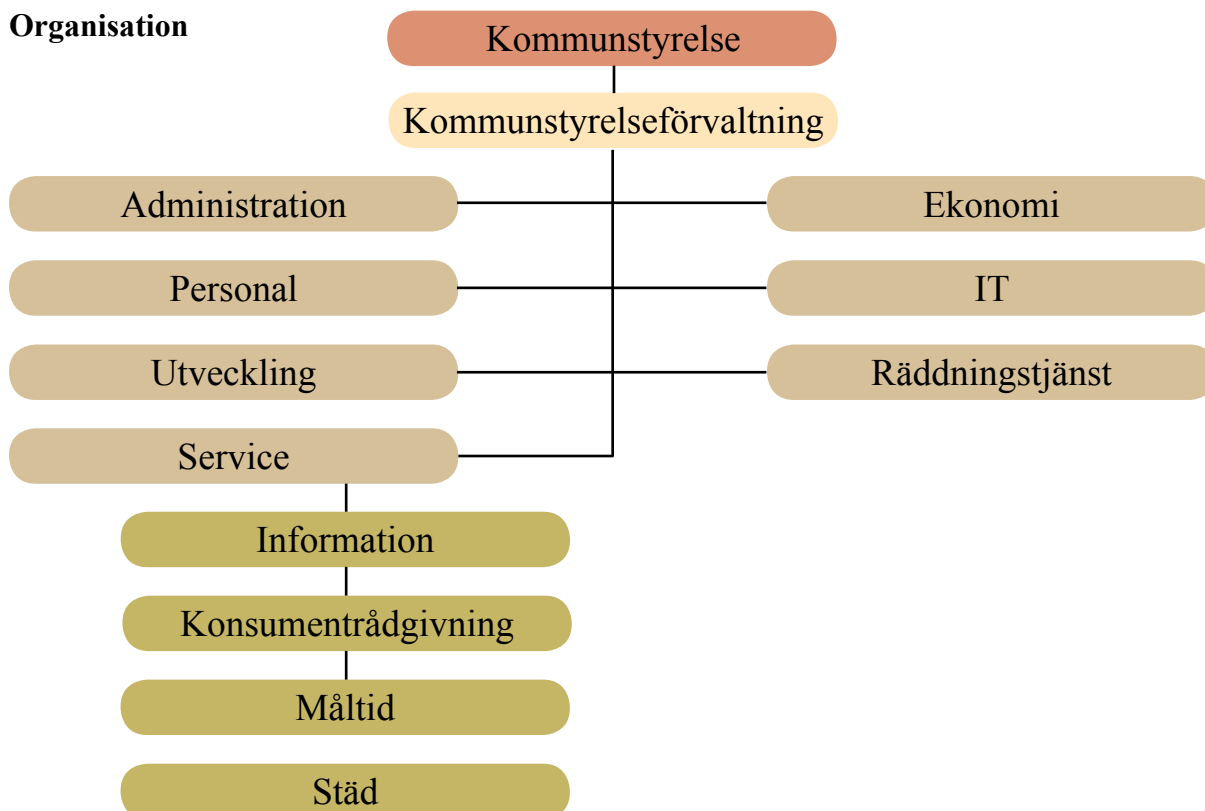 Organisation
Kommunstyrelse
Kommunstyrelseförvaltning
Administration
Ekonomi
Personal
IT
Utveckling
Räddningstjänst
Service
Information
Konsumentrådgivning
Måltid
Städ